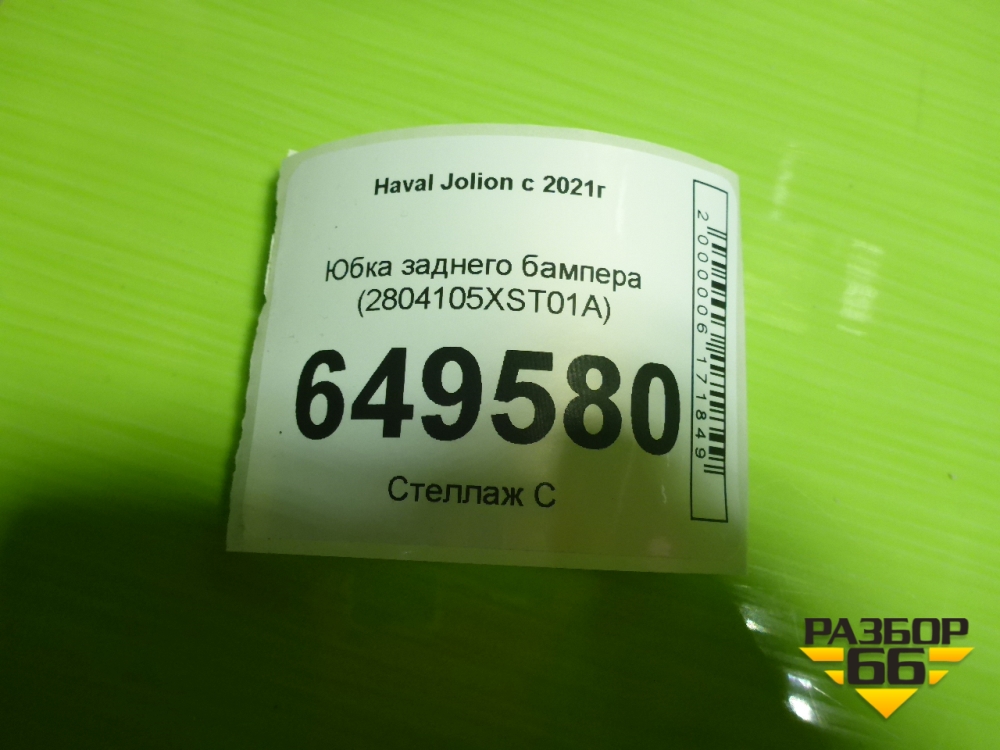 Haval Jolion с 2021г
Юбка заднего бампера
(2804105XST01A)
649580
Стеллаж С
2000006171849
РАЗБОР
66